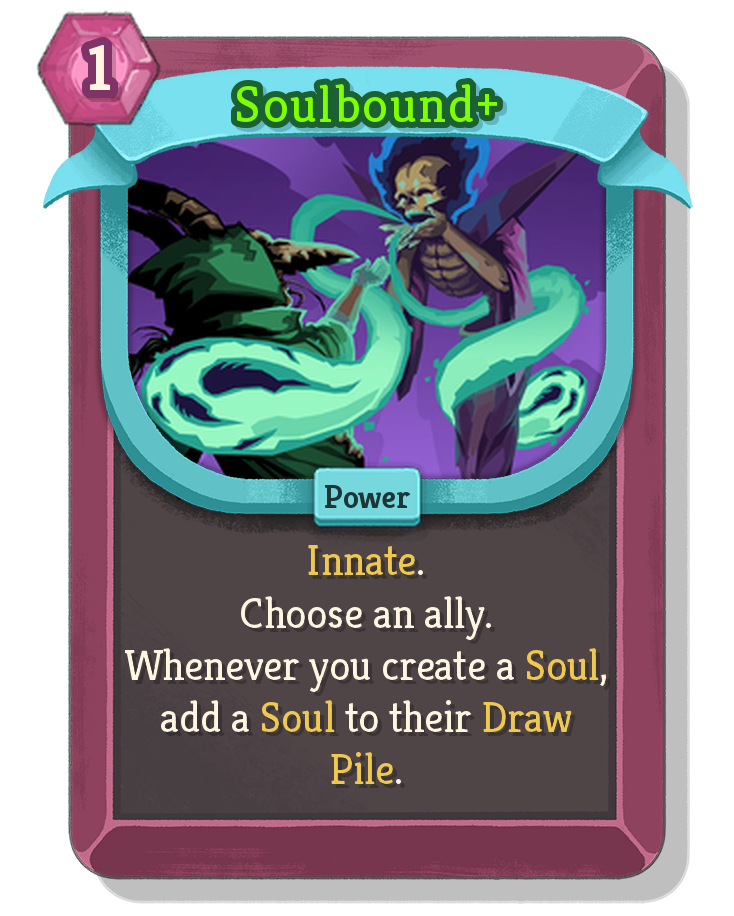 1
Soulbound+
Power
Innate.
Choose an ally.
Whenever you create a Soul,
add a Soul to their Draw
Pile.